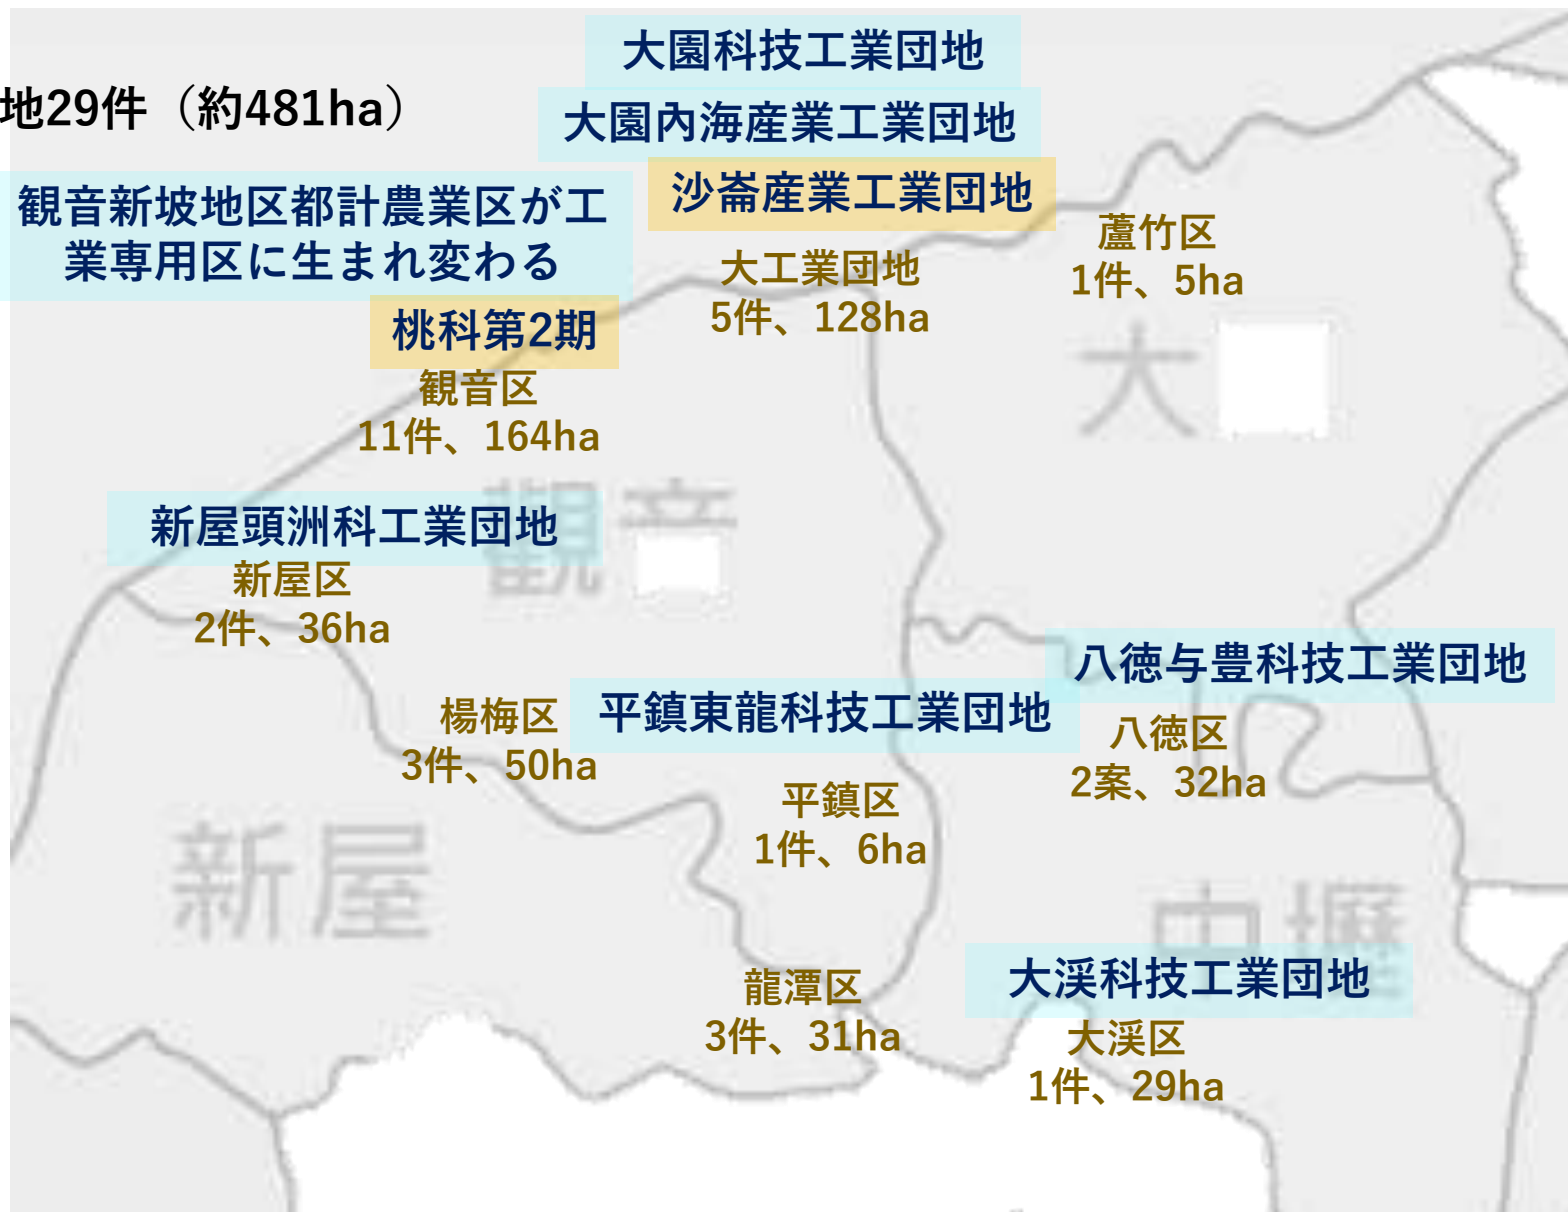 大園科技工業団地
地29件（約481ha）
大園內海産業工業団地
沙崙産業工業団地
観音新坡地区都計農業区が工
業専用区に生まれ変わる
蘆竹区
1件、5ha
大工業団地
5件、128ha
桃科第2期
観音区
11件、164ha
大
觀音
新屋頭洲科工業団地
新屋区
2件、36ha
八徳与豊科技工業団地
八徳区
2案、32ha
平鎮東龍科技工業団地
楊梅区
3件、50ha
平鎮区
1件、6ha
新屋
中壢
大渓科技工業団地
龍潭区
3件、31ha
大渓区
1件、29ha